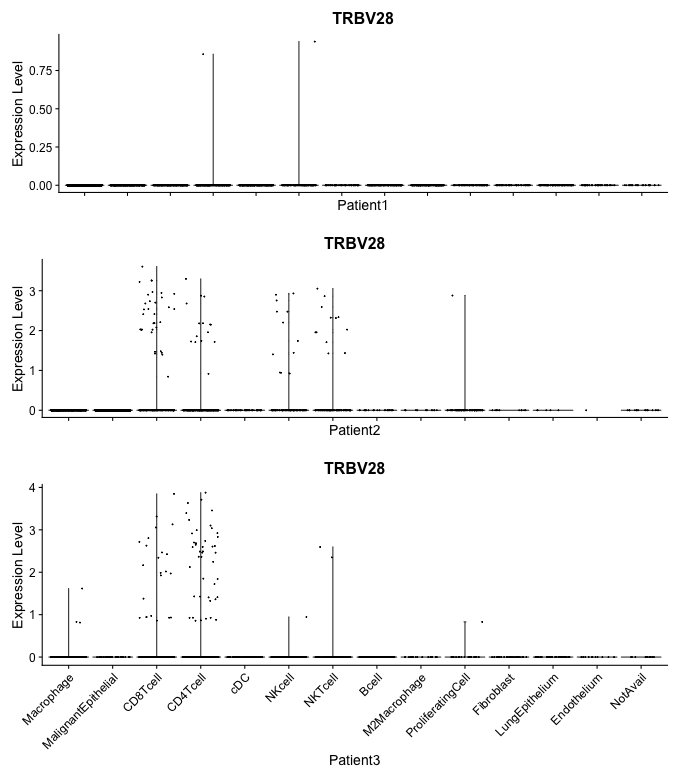 TRBV28
Expression Level
0.75
0.50
0.25
0.00
Patient1
TRBV28
Expression Level
3
2
1
0
Patient2
TRBV28
Expression Level
4
3
2
1
0
Macrophage
MalignantEpithelial
CD8Tcell
CD4Tcell
cDC
NKcell
NKTcell
Bcell
M2Macrophage
ProliferatingCell
Fibroblast
LungEpithelium
Endothelium
NotAvail
Patient3